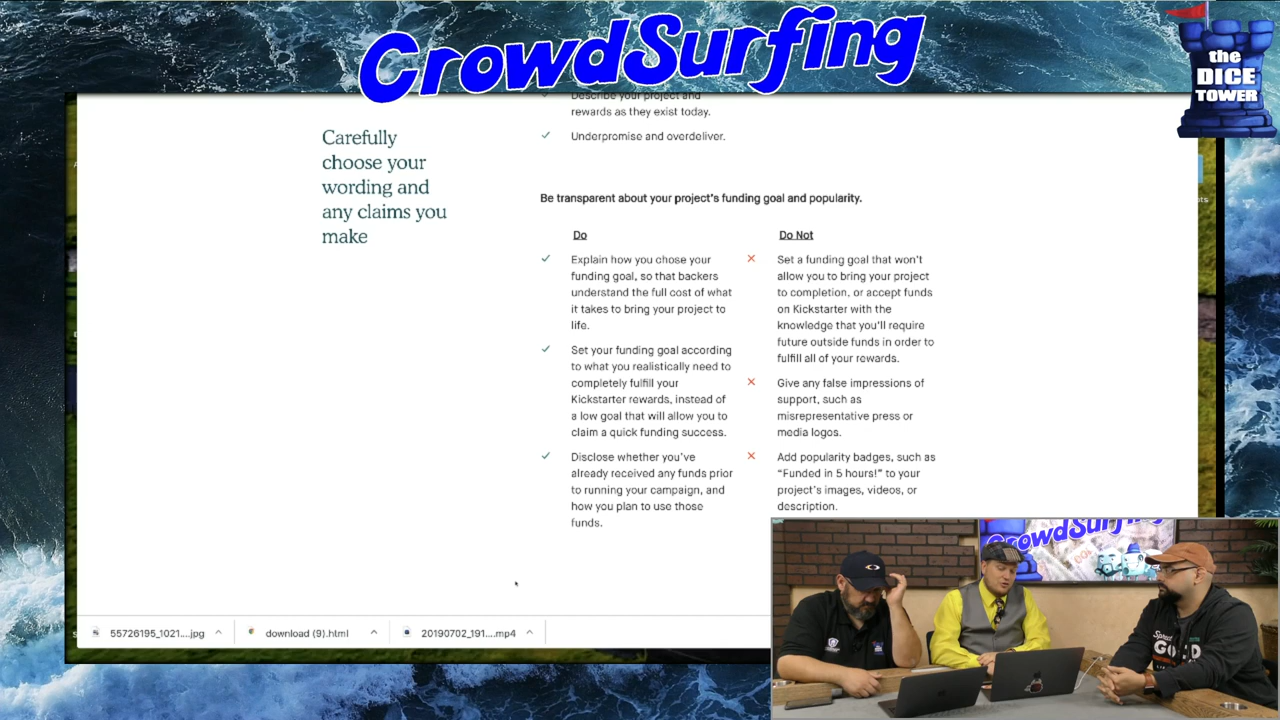 CrowdSurfing
the
DICE
TOWER
Carefully
choose your
wording and
any claims you
make
Describe your project and
rewards as they exist today.
Underpromise and overdeliver.
Be transparent about your project's funding goal and popularity.
Do
Explain how you chose your
funding goal, so that backers
understand the full cost of what
it takes to bring your project to
life.
Set your funding goal according
to what you realistically need to
completely fulfill your
Kickstarter rewards, instead of
a low goal that will allow you to
claim a quick funding success.
Disclose whether you've
already received any funds prior
to running your campaign, and
how you plan to use those
funds.
Do Not
Set a funding goal that won't
allow you to bring your project
to completion, or accept funds
on Kickstarter with the
knowledge that you'll require
future outside funds in order to
fulfill all of your rewards.
Give any false impressions of
support, such as
misrepresentative press or
media logos.
Add popularity badges, such as
"Funded in 5 hours!" to your
project's images, videos, or
description.
55726195_1021....jpg
download (9).html
20190702_191....mp4
CrowdSurfing